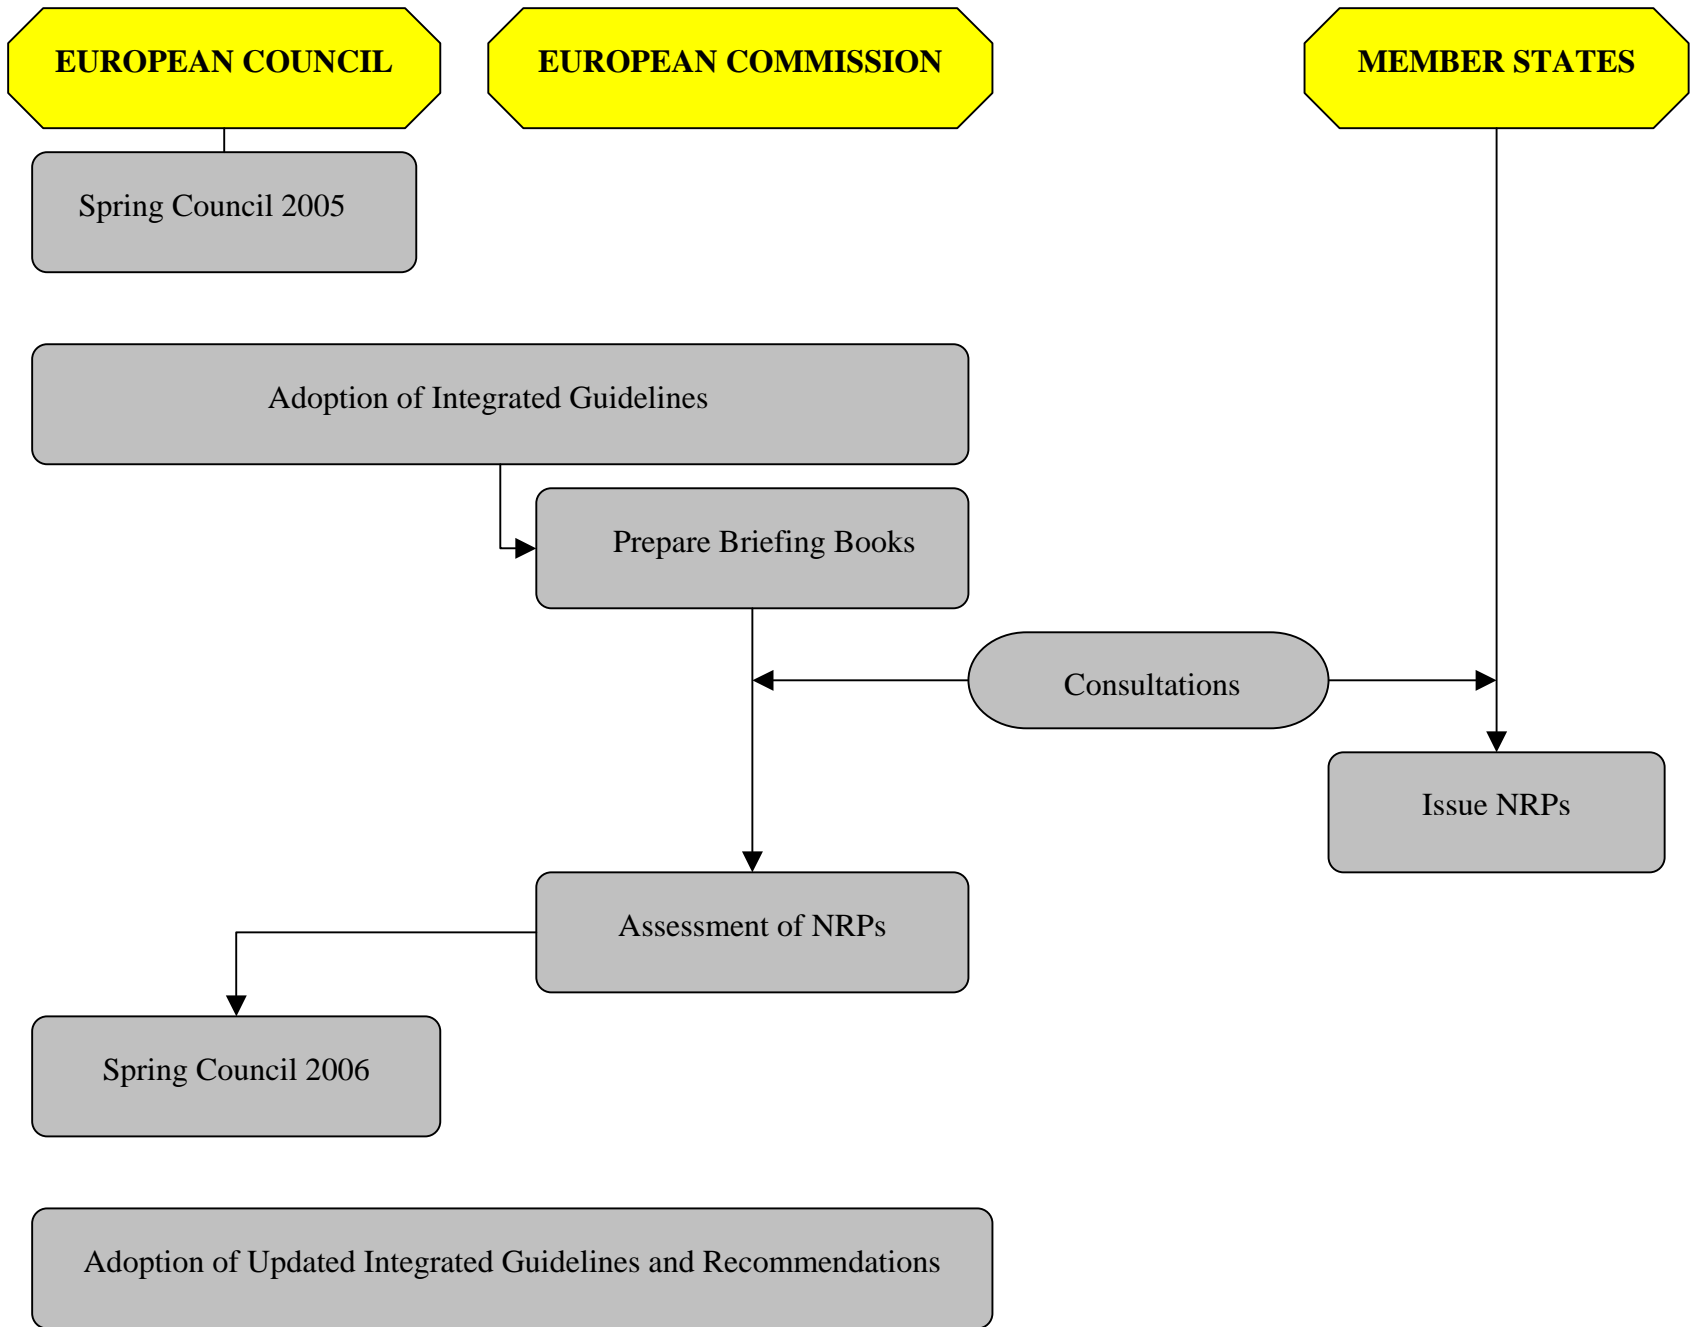 EUROPEAN COUNCIL
EUROPEAN COMMISSION
MEMBER STATES
Spring Council 2005
Adoption of Integrated Guidelines
Prepare Briefing Books
Consultations
Issue NRPs
Assessment of NRPs
Spring Council 2006
Adoption of Updated Integrated Guidelines and Recommendations